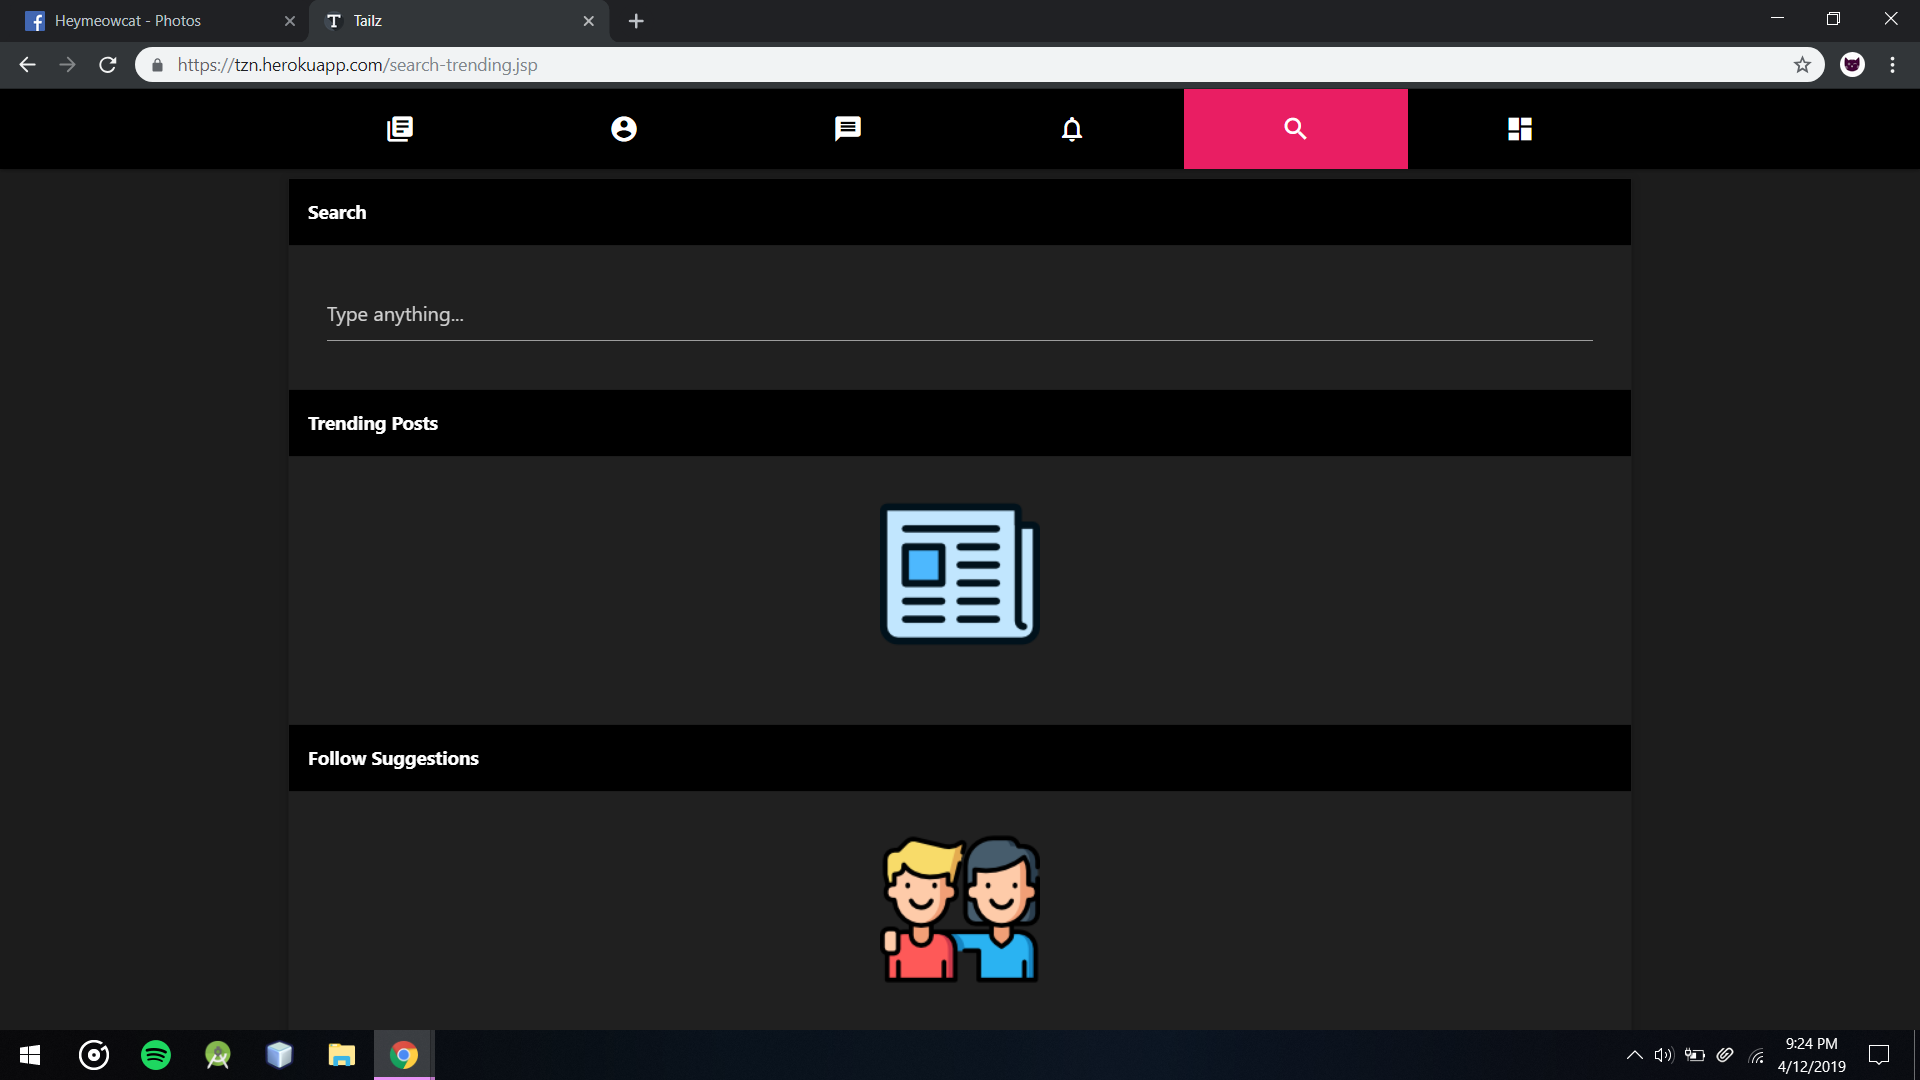 Heymeowcat - Photos
Tailz
https://tzn.herokuapp.com/search-trending.jsp
Search
Type anything...
Trending Posts
Follow Suggestions
9:24 PM
4/12/2019